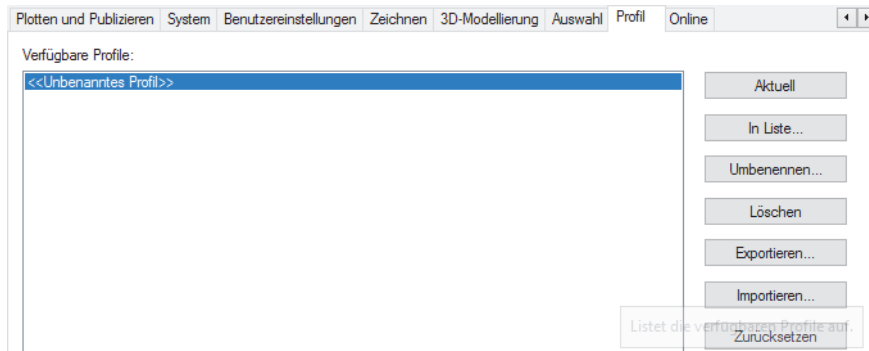 Plotten und Publizieren System Benutzereinstellungen Zeichnen 3D-Modellierung Auswahl Profil Online
Verfügbare Profile:
<<Unbenanntes Profil>>
Aktuell
In Liste...
Umbenennen...
Löschen
Exportieren...
Importieren...
Listet die verfügbaren Profile auf.
Zurücksetzen